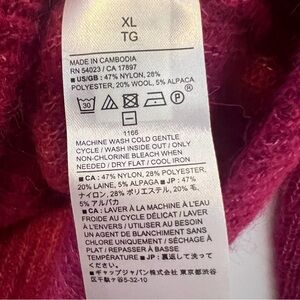 XL
TG
MADE IN CAMBODIA
RN 54023 / CA 17897
■ US/GB : 47% NYLON, 28%
POLYESTER, 20% WOOL, 5% ALPACA
30
P
1166
MACHINE WASH COLD GENTLE
CYCLE / WASH INSIDE OUT / ONLY
NON-CHLORINE BLEACH WHEN
NEEDED / DRY FLAT / COOL IRON
■ CA : 47% NYLON, 28% POLYESTER,
20% LAINE, 5% ALPAGA ■ JP : 47%
ナイロン, 28% ポリエステル, 20% 毛,
5% アルパカ
■ CA : LAVER À LA MACHINE À L'EAU
FROIDE AU CYCLE DÉLICAT / LAVER
À L'ENVERS / UTILISER AU BESOIN
UN AGENT DE BLANCHIMENT SANS
CHLORE UNIQUEMENT / SÉCHAGE À
PLAT / REPASSER À BASSE
TEMPÉRATURE ■ JP : 裏返しで洗って
ください
■ ギャップジャパン株式会社 東京都渋谷
区千駄ヶ谷5-32-10